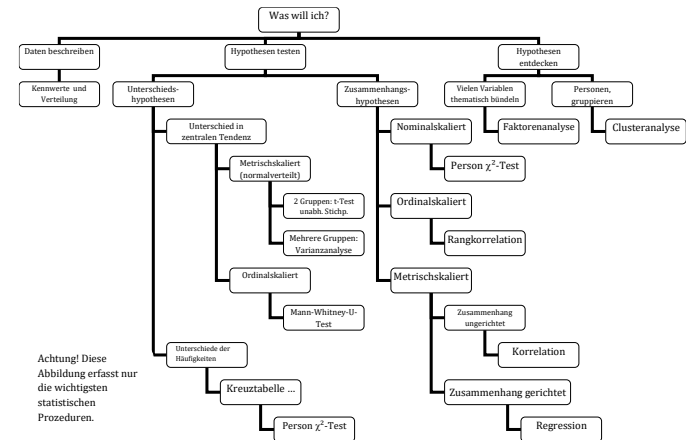 Was will ich?
Daten beschreiben
Hypothesen testen
Hypothesen
entdecken
Kennwerte und
Verteilung
Unterschieds-
hypothesen
Zusammenhangs-
hypothesen
Vielen Variablen
thematisch bündeln
Personen,
gruppieren
Unterschied in
zentralen Tendenz
Nominalskaliert
Faktorenanalyse
Clusteranalyse
Metrischskaliert
(normalverteilt)
Person χ²-Test
2 Gruppen: t-Test
unabh. Stichp.
Ordinalskaliert
Mehrere Gruppen:
Varianzanalyse
Rangkorrelation
Ordinalskaliert
Metrischskaliert
Mann-Whitney-U-
Test
Zusammenhang
ungerichtet
Unterschiede der
Häufigkeiten
Korrelation
Kreuztabelle ...
Zusammenhang gerichtet
Person χ²-Test
Regression
Achtung! Diese
Abbildung erfasst nur
die wichtigsten
statistischen
Prozeduren.